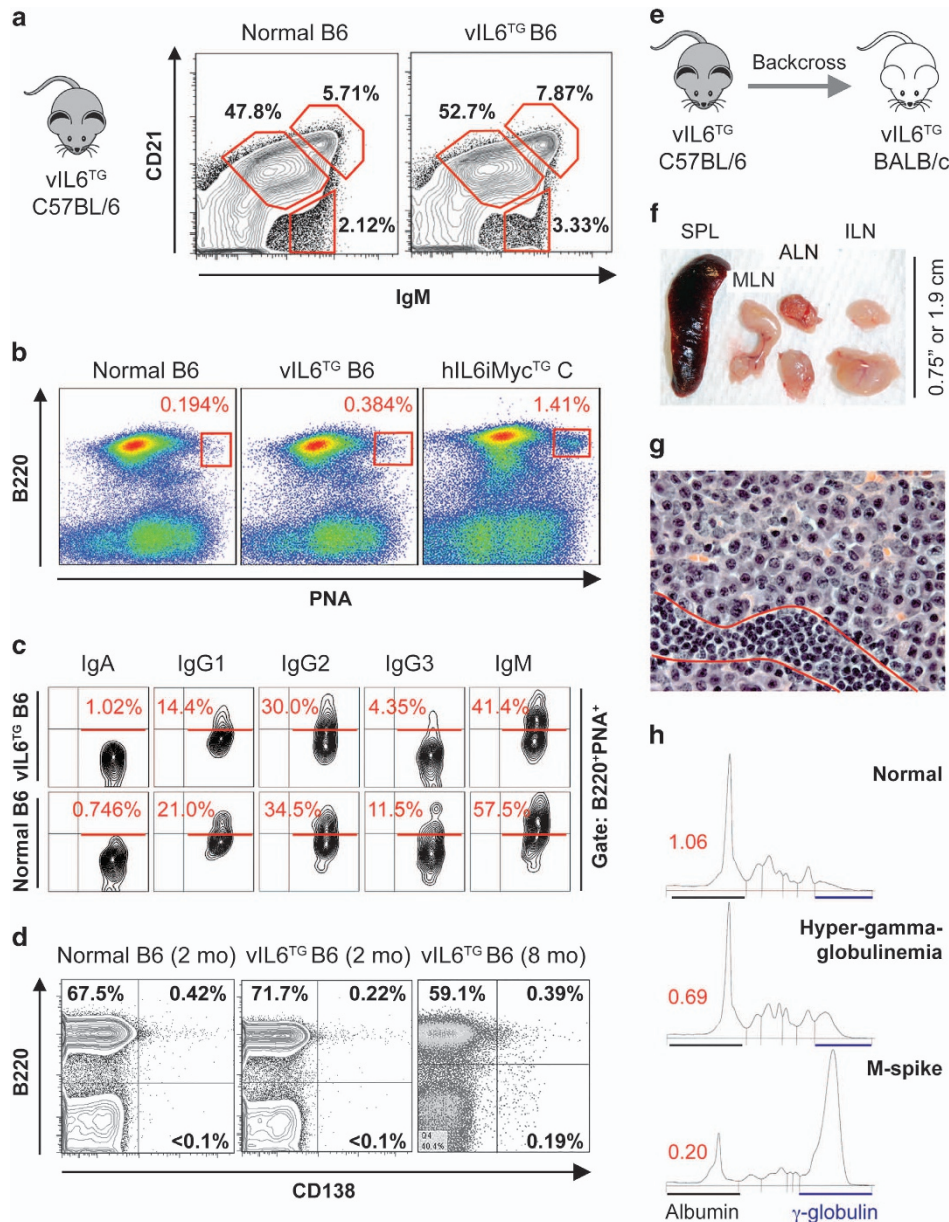 a
Normal B6
vIL6TG B6
vIL6TG
C57BL/6
CD21
47.8%
5.71%
2.12%
52.7%
7.87%
3.33%
IgM
b
Normal B6
vIL6TG B6
hIL6iMycTG C
B220
0.194%
0.384%
1.41%
PNA
c
IgA
IgG1
IgG2
IgG3
IgM
vIL6TG B6
1.02%
14.4%
30.0%
4.35%
41.4%
Normal B6
0.746%
21.0%
34.5%
11.5%
57.5%
Gate: B220+PNA+
d
Normal B6 (2 mo)
vIL6TG B6 (2 mo)
vIL6TG B6 (8 mo)
B220
67.5%
0.42%
<0.1%
71.7%
0.22%
<0.1%
59.1%
0.39%
Q4
40.4%
0.19%
CD138
e
Backcross
vIL6TG
C57BL/6
vIL6TG
BALB/c
f
SPL
MLN
ALN
ILN
0.75” or 1.9 cm
g
h
Normal
1.06
Hyper-gamma-
globulinemia
0.69
M-spike
0.20
Albumin
γ-globulin